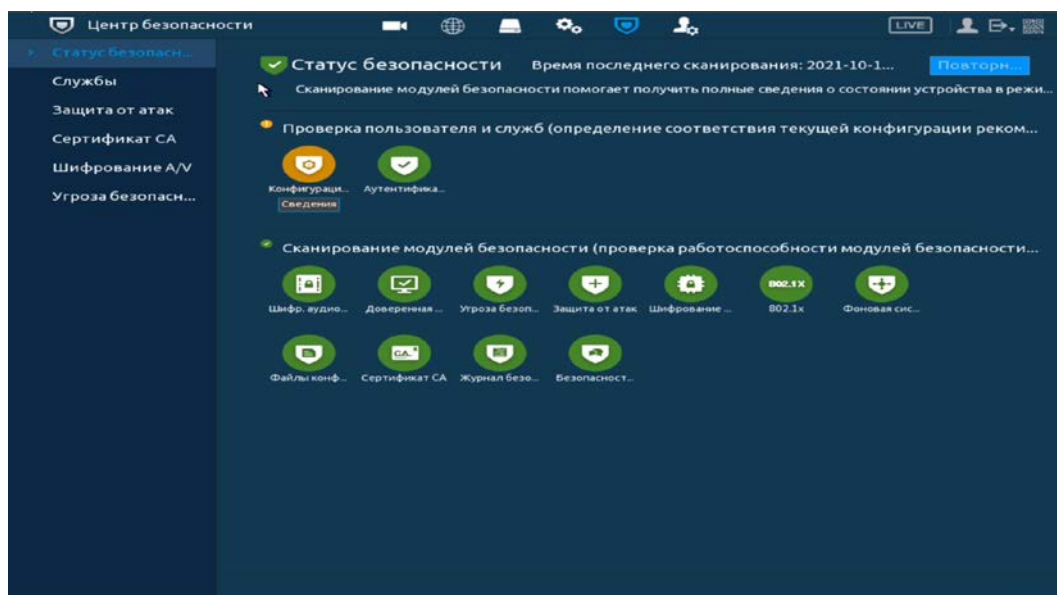 Центр безопасности
LIVE
Статус безопасн...
Службы
Защита от атак
Сертификат CA
Шифрование A/V
Угроза безопасн...
Статус безопасности Время последнего сканирования: 2021-10-1... Повторн...
Сканирование модулей безопасности помогает получить полные сведения о состоянии устройства в режи...
Проверка пользователя и служб (определение соответствия текущей конфигурации реком...
Конфигураци... Аутентифика...
Сведения
Сканирование модулей безопасности (проверка работоспособности модулей безопасности...
802.1X
Шифр. аудио... Доверенная ... Угроза безоп... Защита от атак Шифрование ... 802.1x Фоновая сис...
CA
Файлы конф... Сертификат CA Журнал безо... Безопасност...